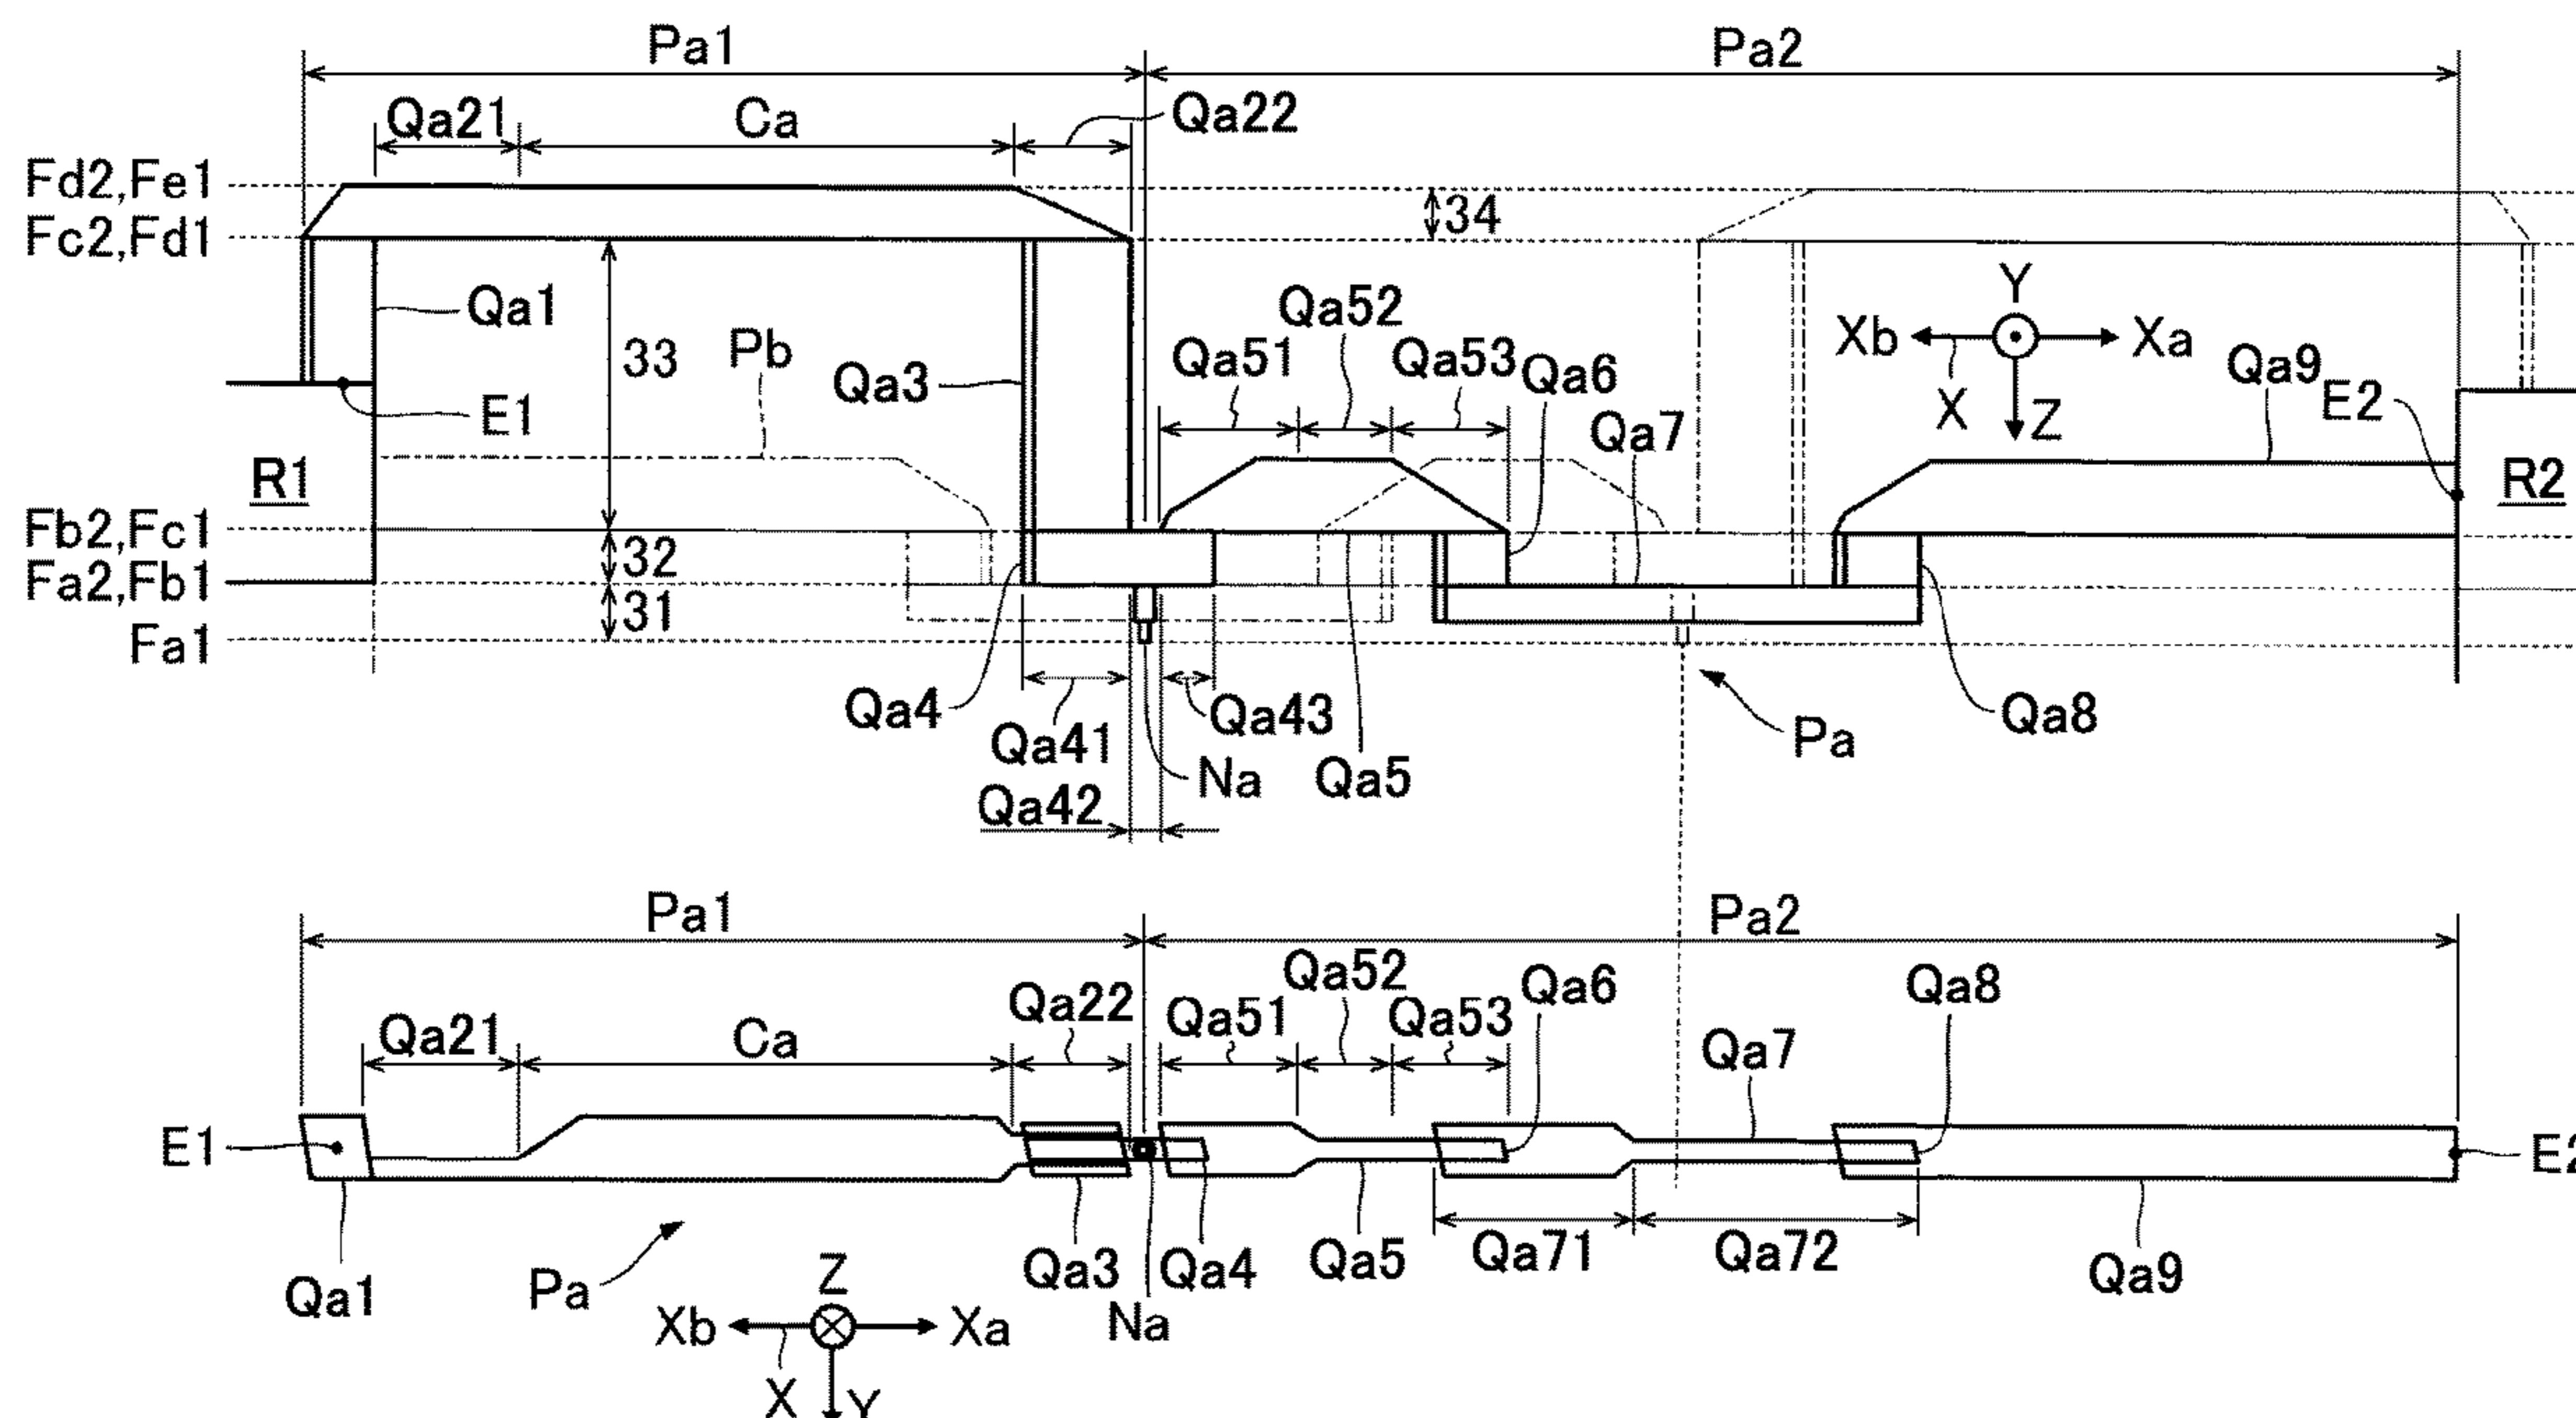 Pa1 Pa2
Qa21 Ca Qa22
Fd2,Fe1
34
Fc2,Fd1
Qa1 33 Pb Qa3 Qa51 Qa52 Qa53 Qa6
Y
Xb Xa
X Z
Qa9 E2
E1 Qa7
R1 R2
Fb2,Fc1
32
Fa2,Fb1
31
Fa1
Qa4 Qa41 Qa43 Pa Qa8
Na Qa5
Qa42
Pa1 Pa2
Qa21 Ca Qa22 Qa51 Qa52 Qa53 Qa6 Qa7 Qa8
E1 E2
Qa1 Pa Qa3 Qa4 Qa5 Qa71 Qa72 Qa9
Z
Xb Xa Na
X Y